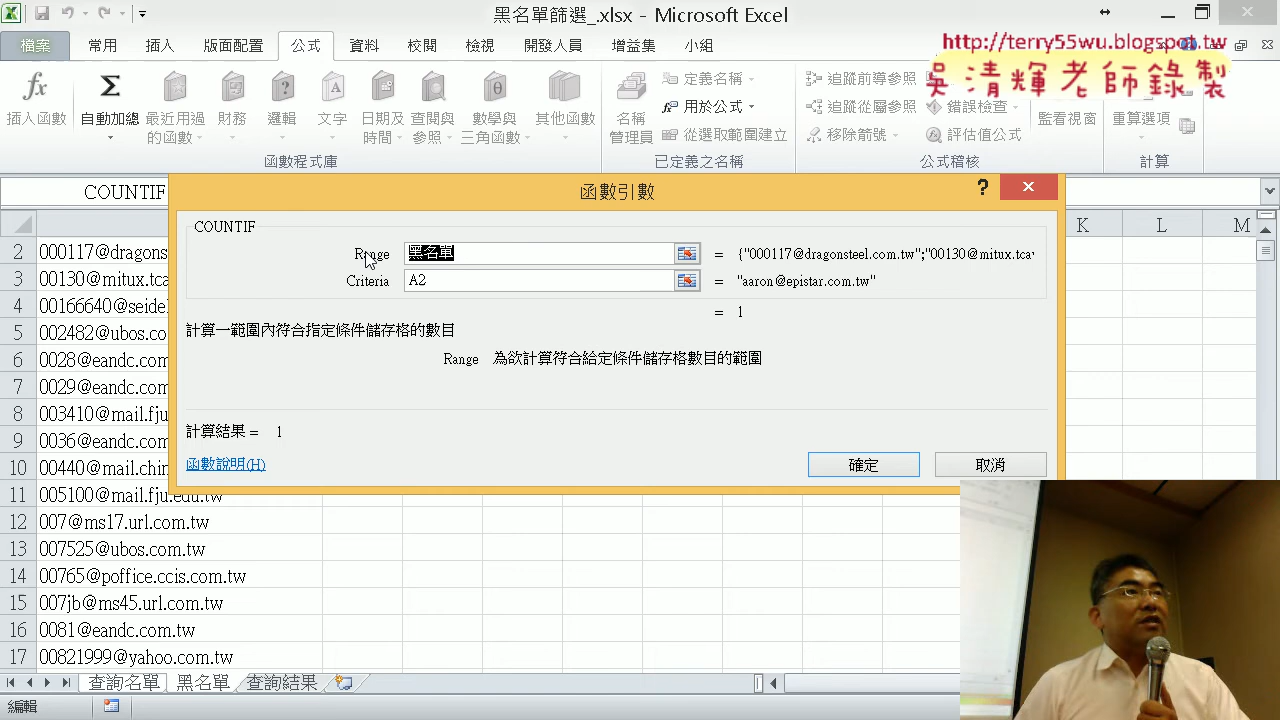 黑名單篩選_.xlsx - Microsoft Excel
檔案 常用 插入 版面配置 公式 資料 校閱 檢視 開發人員 增益集 小組
http://terry55wu.blogspot.tw
吳清輝老師錄製
插入函數 自動加總 最近用過的函數 財務 邏輯 文字 日期及時間 查閱與參照 數學與三角函數 其他函數 名稱管理員 定義名稱 用於公式 從選取範圍建立 追蹤前導參照 追蹤從屬參照 移除箭號 錯誤檢查 評估值公式 監看視窗 重算選項
函數程式庫 已定義之名稱 公式稽核 計算
COUNTIF
函數引數
COUNTIF
Range 黑名單 = {"000117@dragonsteel.com.tw";"00130@mitux.tca
Criteria A2 = "aaron@epistar.com.tw"
= 1
計算一範圍內符合指定條件儲存格的數目
Range 為欲計算符合給定條件儲存格數目的範圍
計算結果 = 1
函數說明(H) 確定 取消
K L M
2 000117@dragons
3 00130@mitux.tca
4 00166640@seide
5 002482@ubos.co
6 0028@eandc.com
7 0029@eandc.com
8 003410@mail.fju
9 0036@eandc.com
10 00440@mail.chin
11 005100@mail.fju.edu.tw
12 007@ms17.url.com.tw
13 007525@ubos.com.tw
14 00765@poffice.ccis.com.tw
15 007jb@ms45.url.com.tw
16 0081@eandc.com.tw
17 00821999@yahoo.com.tw
查詢名單 黑名單 查詢結果
編輯